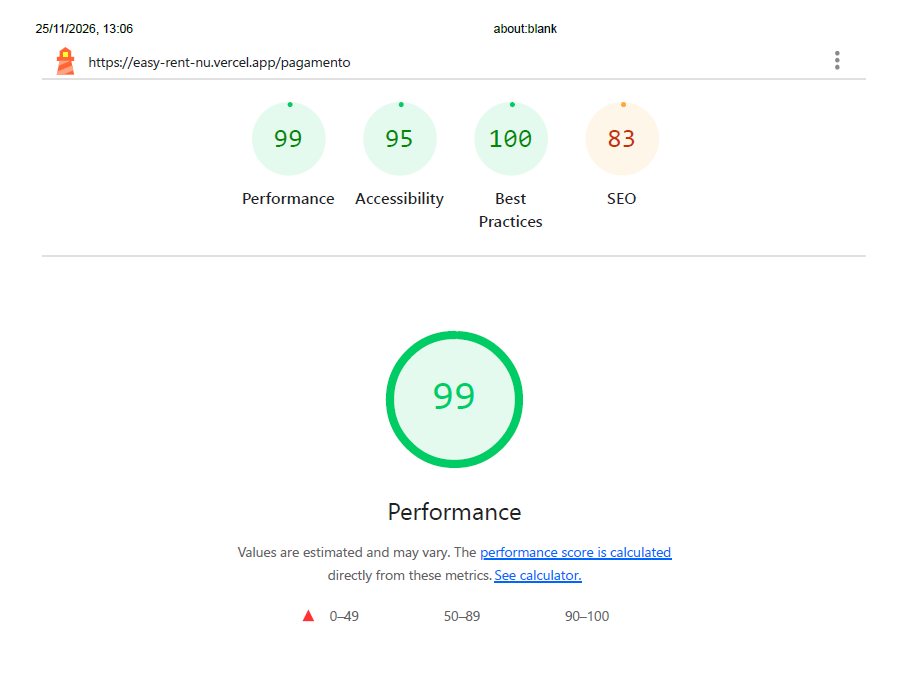 25/11/2026, 13:06
about:blank
https://easy-rent-nu.vercel.app/pagamento
99
95
100
83
Performance
Accessibility
Best
Practices
SEO
99
Performance
Values are estimated and may vary. The performance score is calculated
directly from these metrics. See calculator.
0–49
50–89
90–100